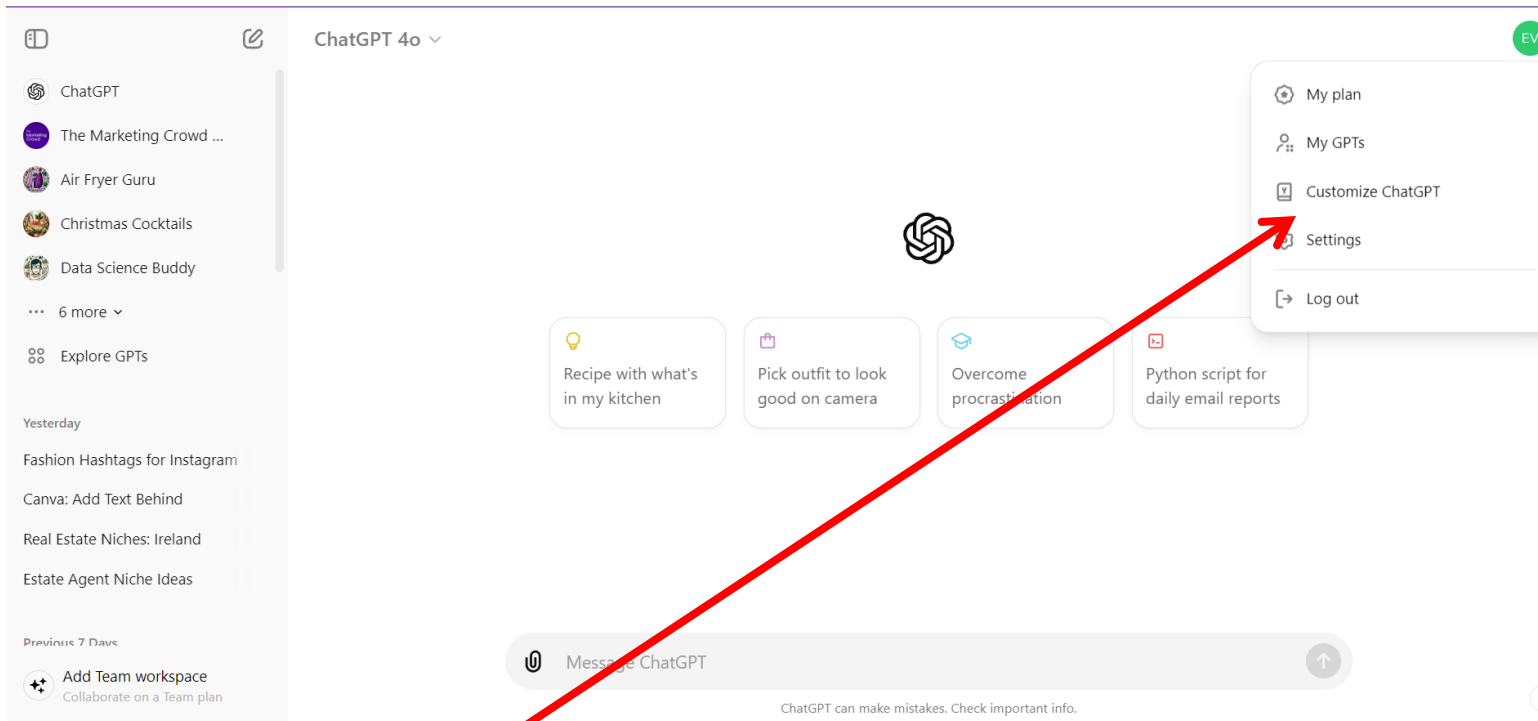 ChatGPT 4o
EV
ChatGPT
The Marketing Crowd ...
Air Fryer Guru
Christmas Cocktails
Data Science Buddy
6 more
Explore GPTs
Yesterday
Fashion Hashtags for Instagram
Canva: Add Text Behind
Real Estate Niches: Ireland
Estate Agent Niche Ideas
Previous 7 Days
Add Team workspace
Collaborate on a Team plan
My plan
My GPTs
Customize ChatGPT
Settings
Log out
Recipe with what's
in my kitchen
Pick outfit to look
good on camera
Overcome
procrastination
Python script for
daily email reports
Message ChatGPT
ChatGPT can make mistakes. Check important info.